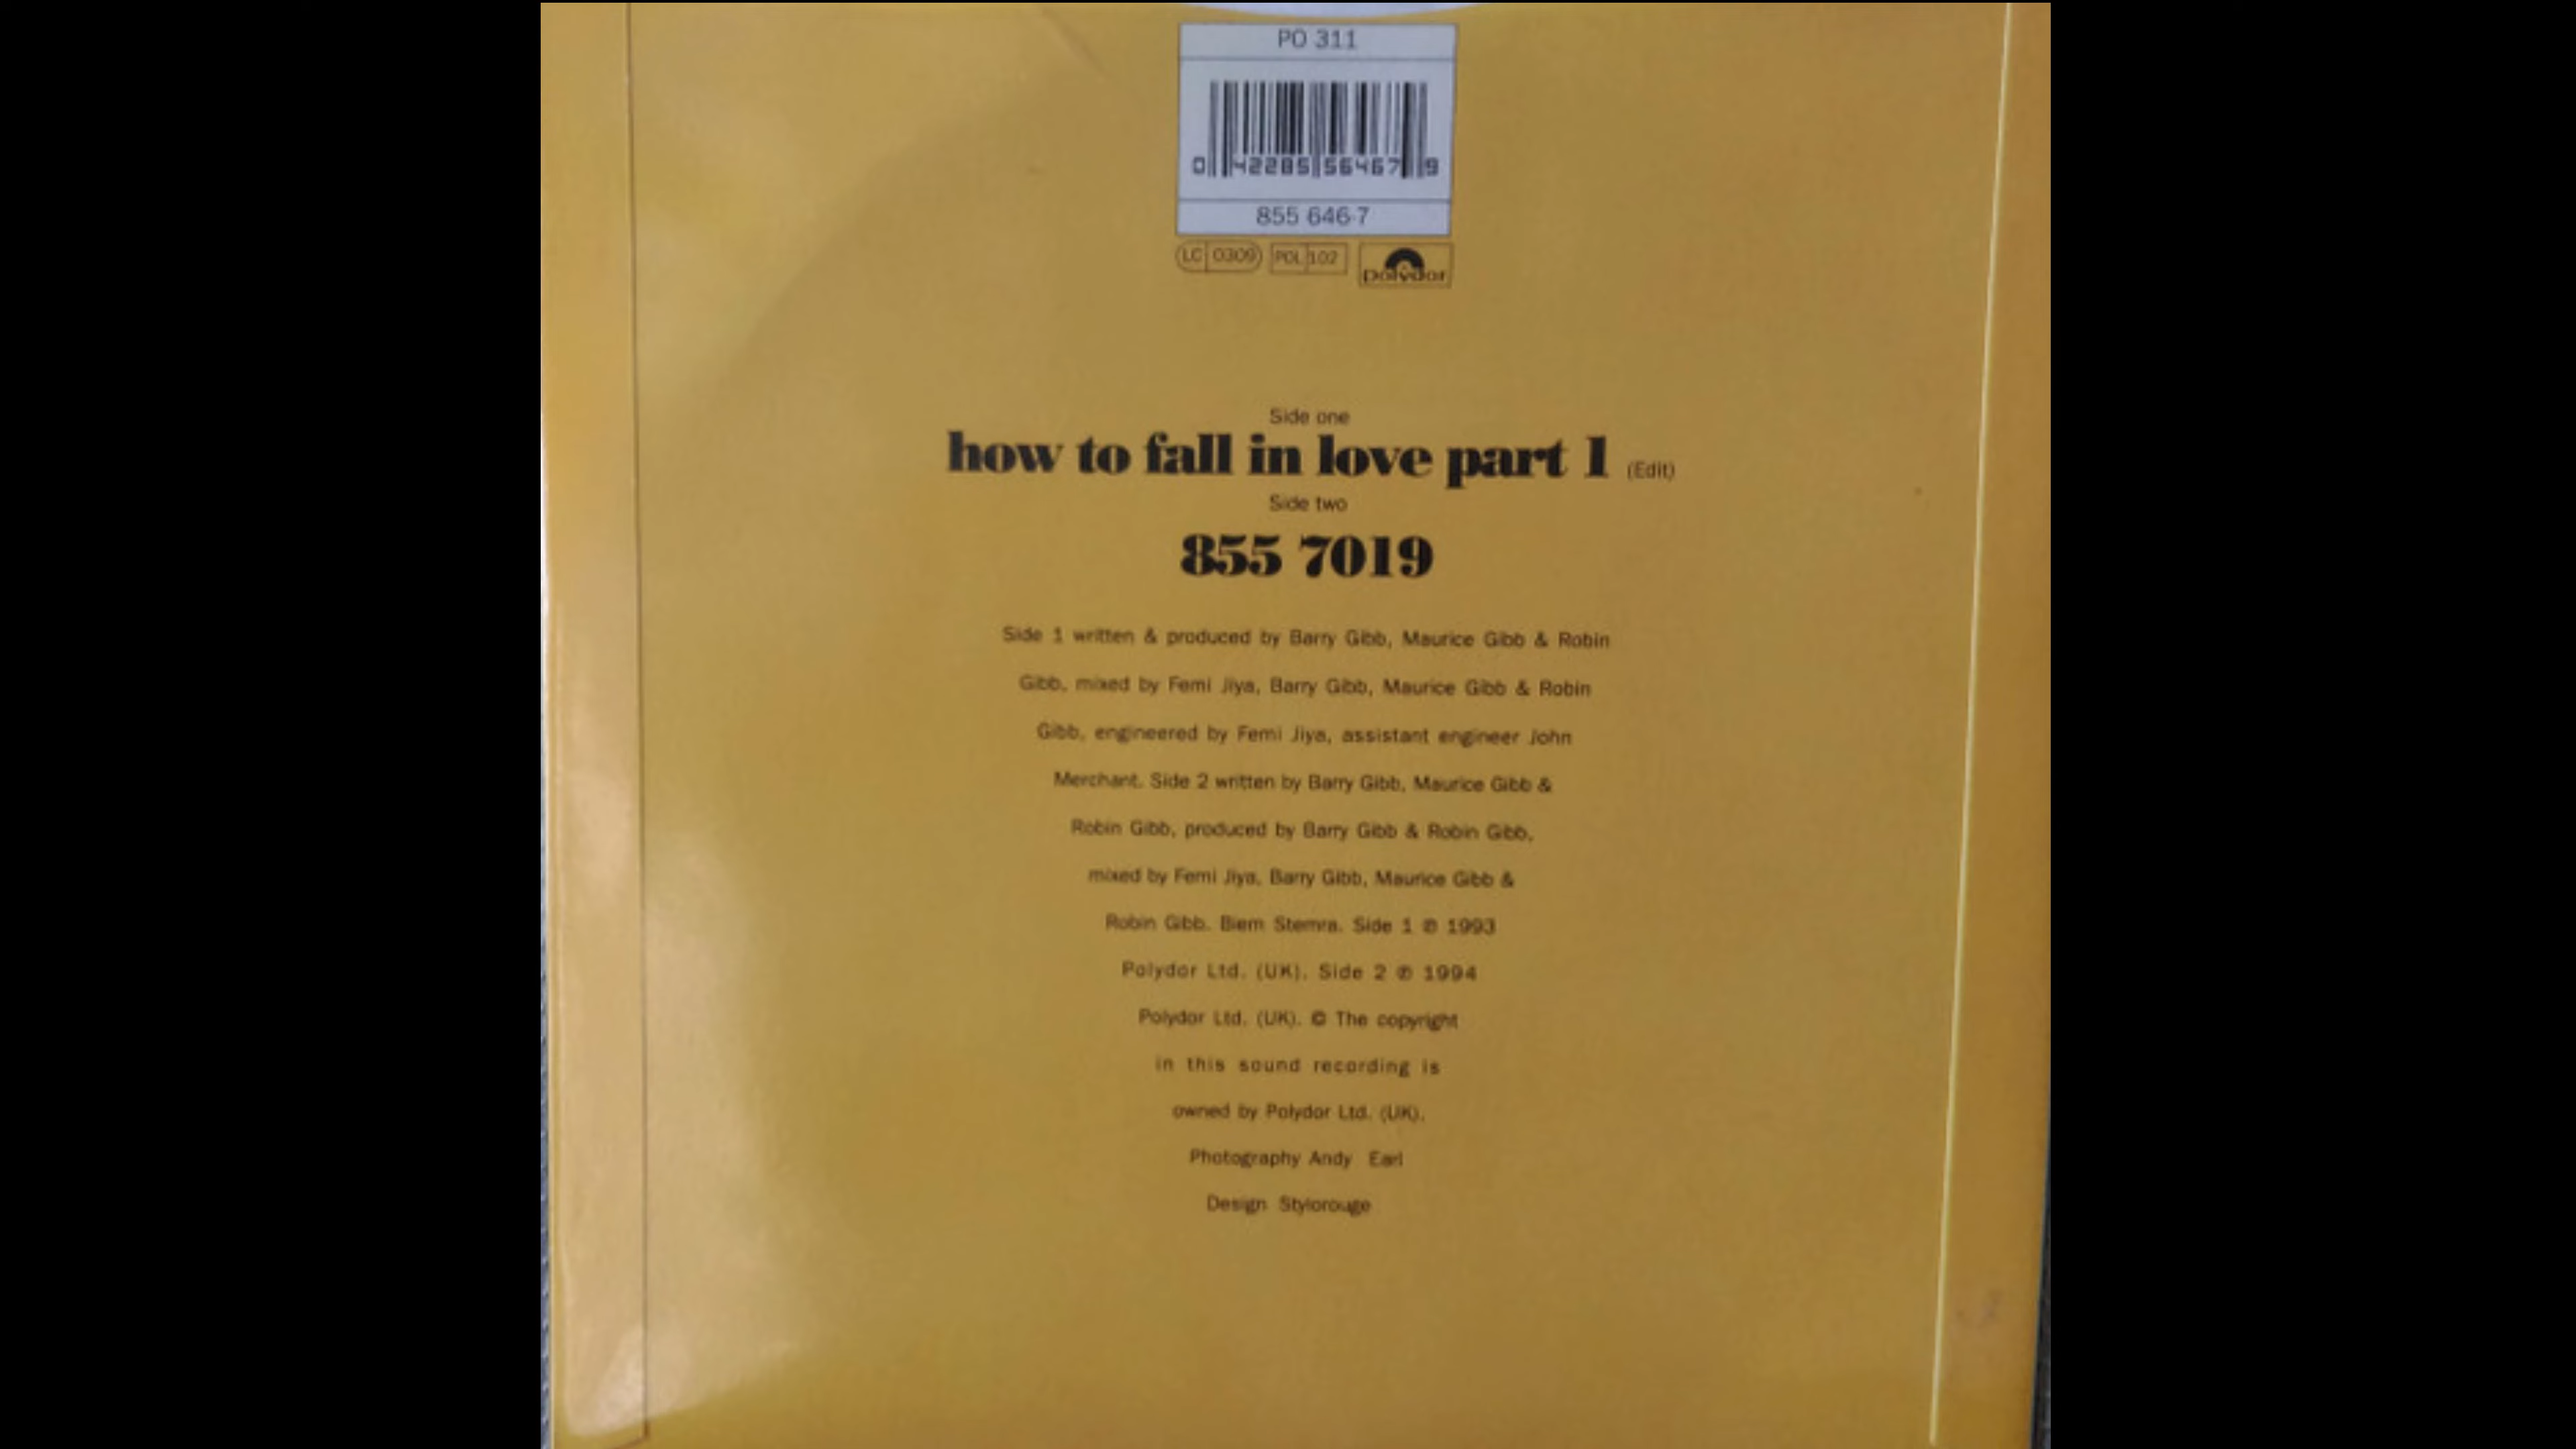 PO 311
0 42285 56467 9
855 646-7
LC 0309 POL 102 polydor
Side one
how to fall in love part 1 (Edit)
Side two
855 7019
Side 1 written & produced by Barry Gibb, Maurice Gibb & Robin
Gibb, mixed by Femi Jiya, Barry Gibb, Maurice Gibb & Robin
Gibb, engineered by Femi Jiya, assistant engineer John
Merchant. Side 2 written by Barry Gibb, Maurice Gibb &
Robin Gibb, produced by Barry Gibb & Robin Gibb,
mixed by Femi Jiya, Barry Gibb, Maurice Gibb &
Robin Gibb. Biem Stemra. Side 1 ℗ 1993
Polydor Ltd. (UK). Side 2 ℗ 1994
Polydor Ltd. (UK). © The copyright
in this sound recording is
owned by Polydor Ltd. (UK).
Photography Andy Earl
Design Stylorouge